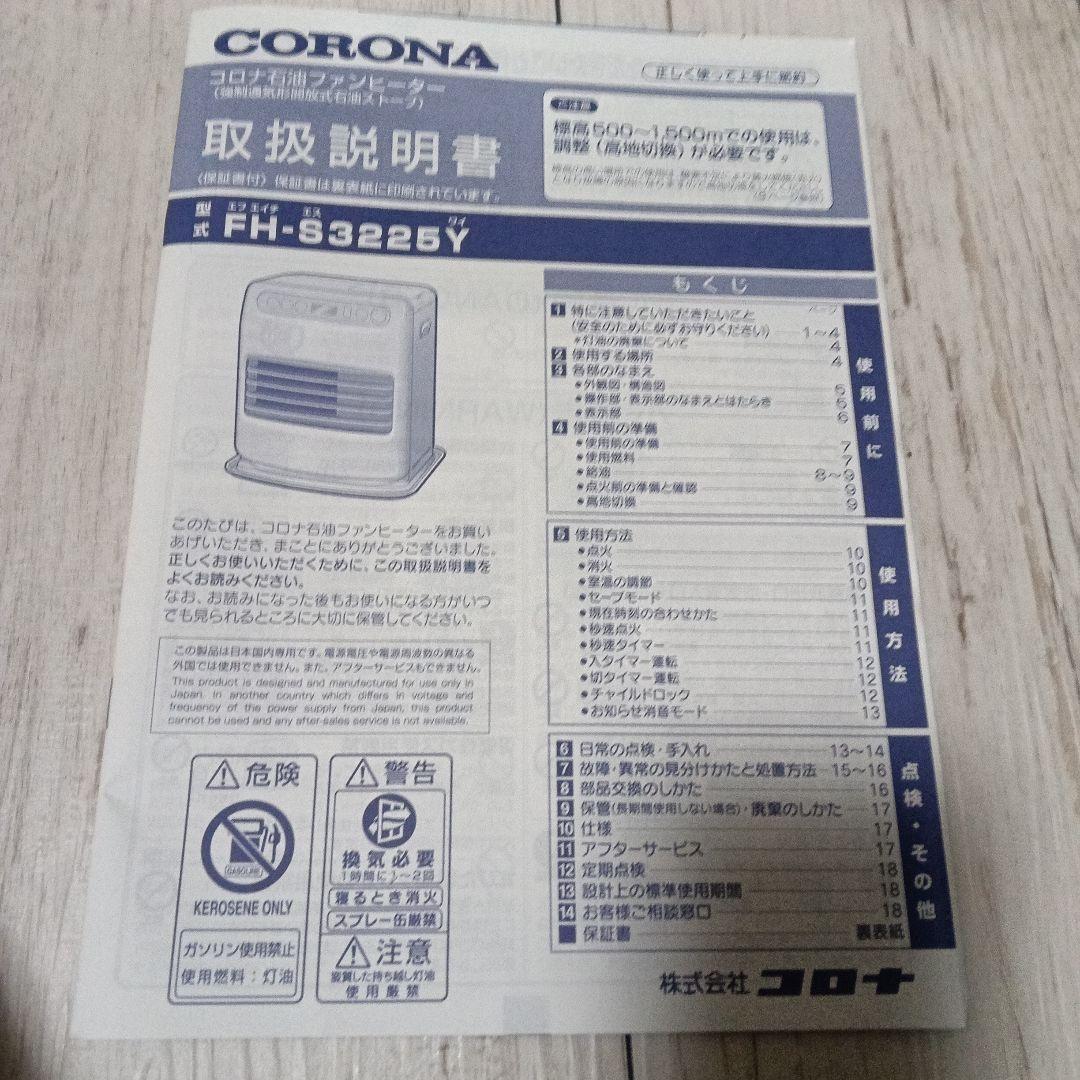 CORONA
正しく使って上手に節約
コロナ石油ファンヒーター
(強制通気形開放式石油ストーブ)
取扱説明書
〈保証書付〉保証書は裏表紙に印刷されています。
ご注意
標高500〜1,500mでの使用は、
調整(高地切換)が必要です。
型式
エフ エイチ エス ワイ
FH-S3225Y
もくじ
ページ
1 特に注意していただきたいこと
(安全のために必ずお守りください) 1〜4
●灯油の廃棄について 4
2 使用する場所 4
3 各部のなまえ
●外観図・構造図 5
●操作部・表示部のなまえとはたらき 5
●表示部 6
4 使用前の準備
●使用前の準備 7
●使用燃料 7
●給油 8〜9
●点火前の準備と確認 9
●高地切換 9
使用前に
5 使用方法
●点火 10
●消火 10
●室温の調節 10
●セーブモード 11
●現在時刻の合わせかた 11
●秒速点火 11
●秒速タイマー 11
●入タイマー運転 12
●切タイマー運転 12
●チャイルドロック 12
●お知らせ消音モード 13
使用方法
6 日常の点検・手入れ 13〜14
7 故障・異常の見分けかたと処置方法 15〜16
8 部品交換のしかた 16
9 保管(長期間使用しない場合)・廃棄のしかた 17
10 仕様 17
11 アフターサービス 17
12 定期点検 18
13 設計上の標準使用期間 18
14 お客様ご相談窓口 18
■ 保証書 裏表紙
点検・その他
このたびは、コロナ石油ファンヒーターをお買い
あげいただき、まことにありがとうございました。
正しくお使いいただくために、この取扱説明書を
よくお読みください。
なお、お読みになった後もお使いになる方がいつ
でも見られるところに大切に保管してください。
この製品は日本国内専用です。電源電圧や電源周波数の異なる
外国では使用できません。また、アフターサービスもできません。
This product is designed and manufactured for use only in
Japan. In another country which differs in voltage and
frequency of the power supply from Japan, this product
cannot be used and any after-sales service is not available.
危険
GASOLINE
KEROSENE ONLY
ガソリン使用禁止
使用燃料:灯油
警告
換気必要
1時間に1〜2回
寝るとき消火
スプレー缶厳禁
注意
変質した持ち越し灯油
使用厳禁
株式会社 コロナ